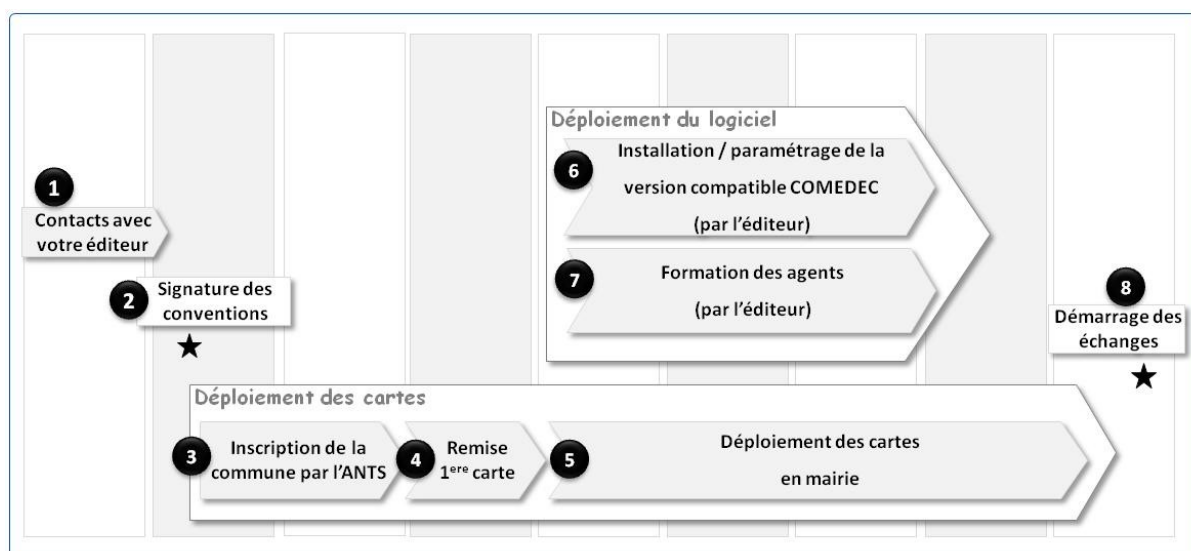 1
Contacts avec
votre éditeur
2
Signature des
conventions
Déploiement des cartes
3
Inscription de la
commune par l'ANTS
4
Remise
1ere carte
5
Déploiement des cartes
en mairie
Déploiement du logiciel
6
Installation / paramétrage de la
version compatible COMEDEC
(par l'éditeur)
7
Formation des agents
(par l'éditeur)
8
Démarrage des
échanges